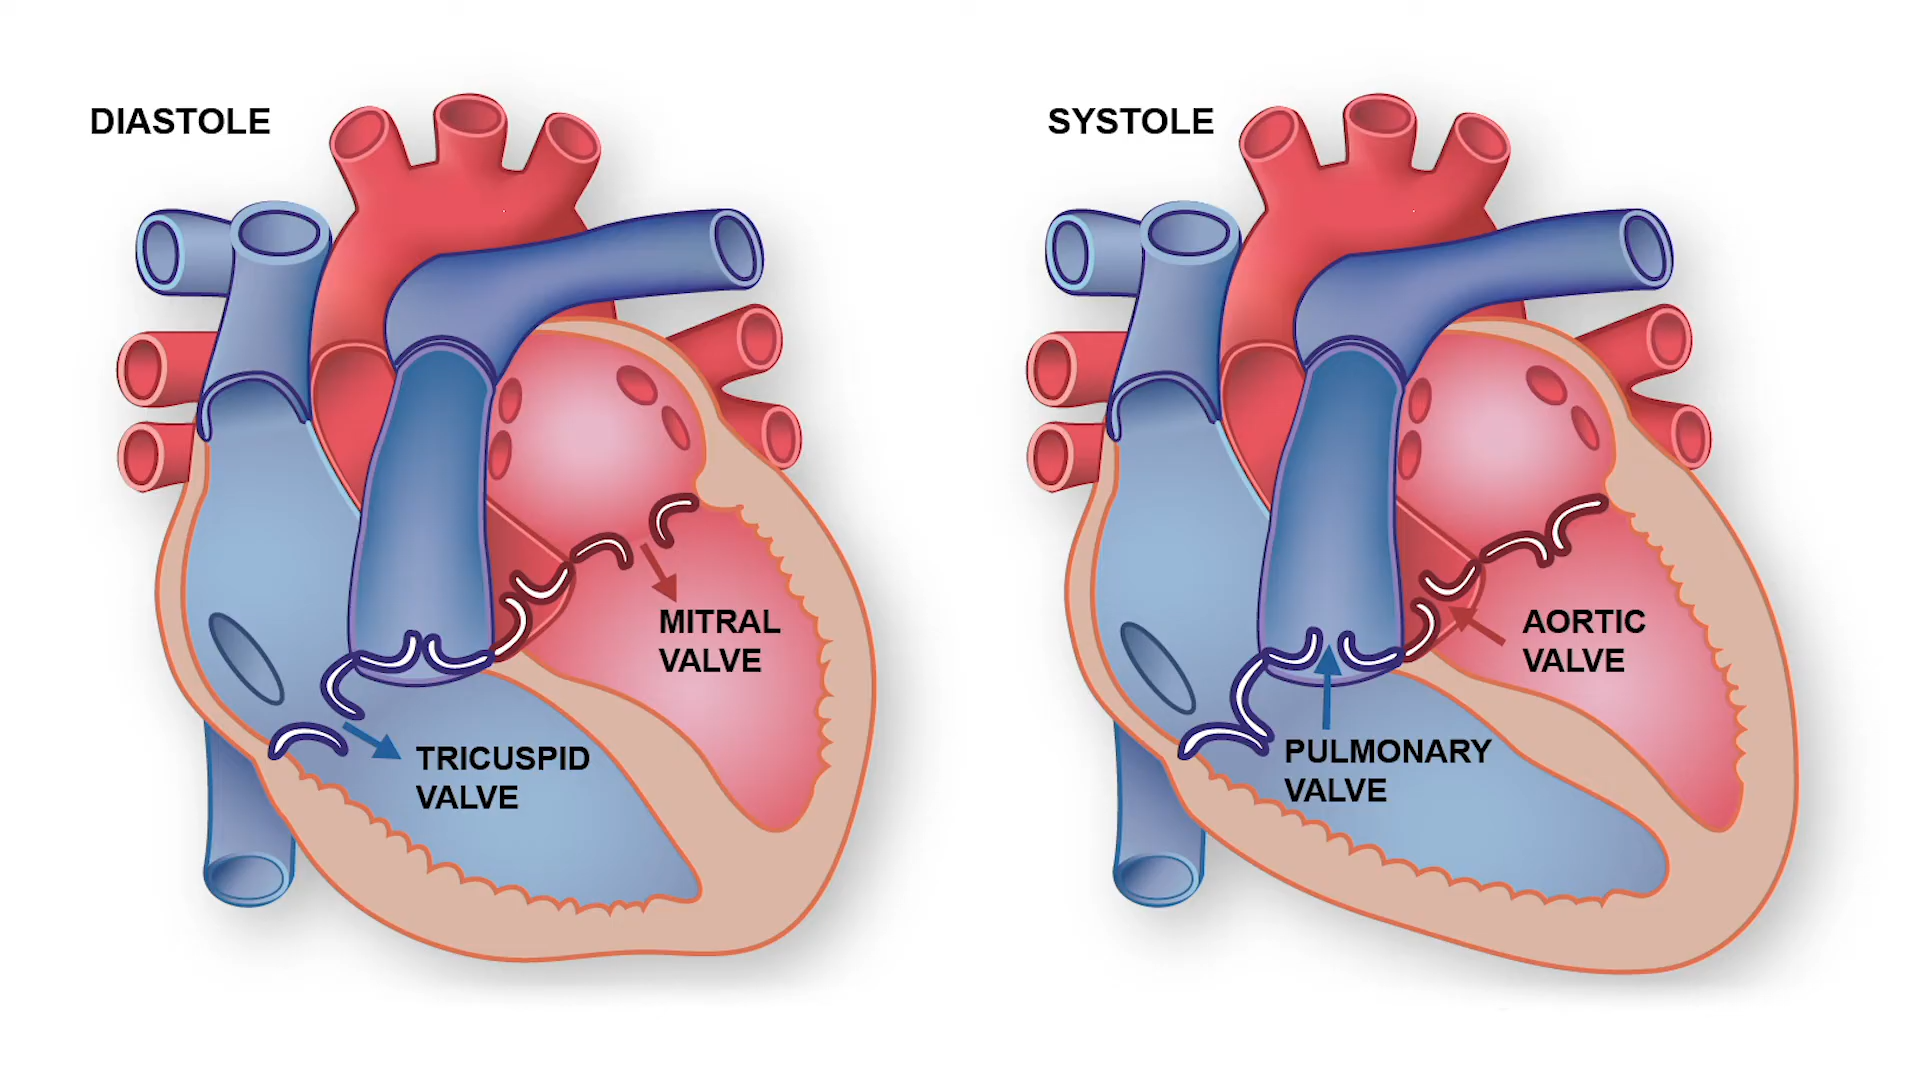 DIASTOLE
MITRAL
VALVE
TRICUSPID
VALVE
SYSTOLE
AORTIC
VALVE
PULMONARY
VALVE